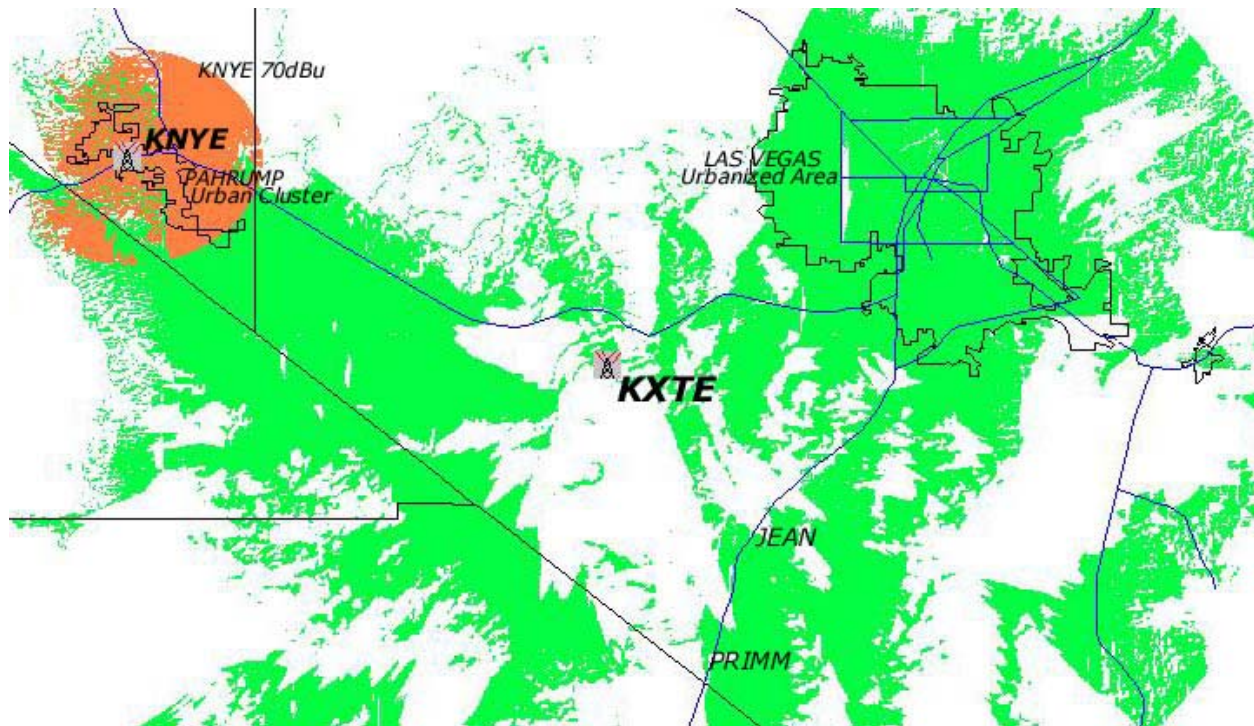 KNYE 70dBu
KNYE
PAHRUMP
Urban Cluster
LAS VEGAS
Urbanized Area
KXTE
JEAN
PRIMM